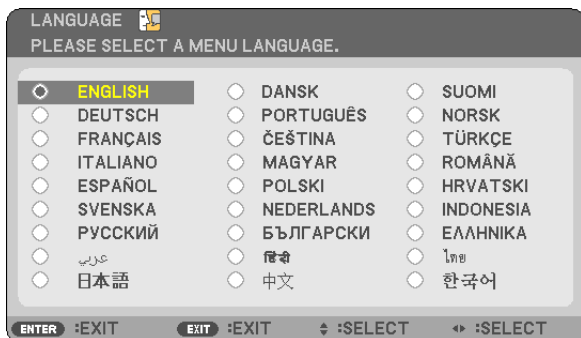 LANGUAGE
PLEASE SELECT A MENU LANGUAGE.
ENGLISH DANSK SUOMI
DEUTSCH PORTUGUÊS NORSK
FRANÇAIS ČEŠTINA TÜRKÇE
ITALIANO MAGYAR ROMÂNĂ
ESPAÑOL POLSKI HRVATSKI
SVENSKA NEDERLANDS INDONESIA
РУССКИЙ БЪЛГАРСКИ ΕΛΛΗΝΙΚΑ
عربي हिंदी ไทย
日本語 中文 한국어
ENTER :EXIT EXIT :EXIT :SELECT :SELECT